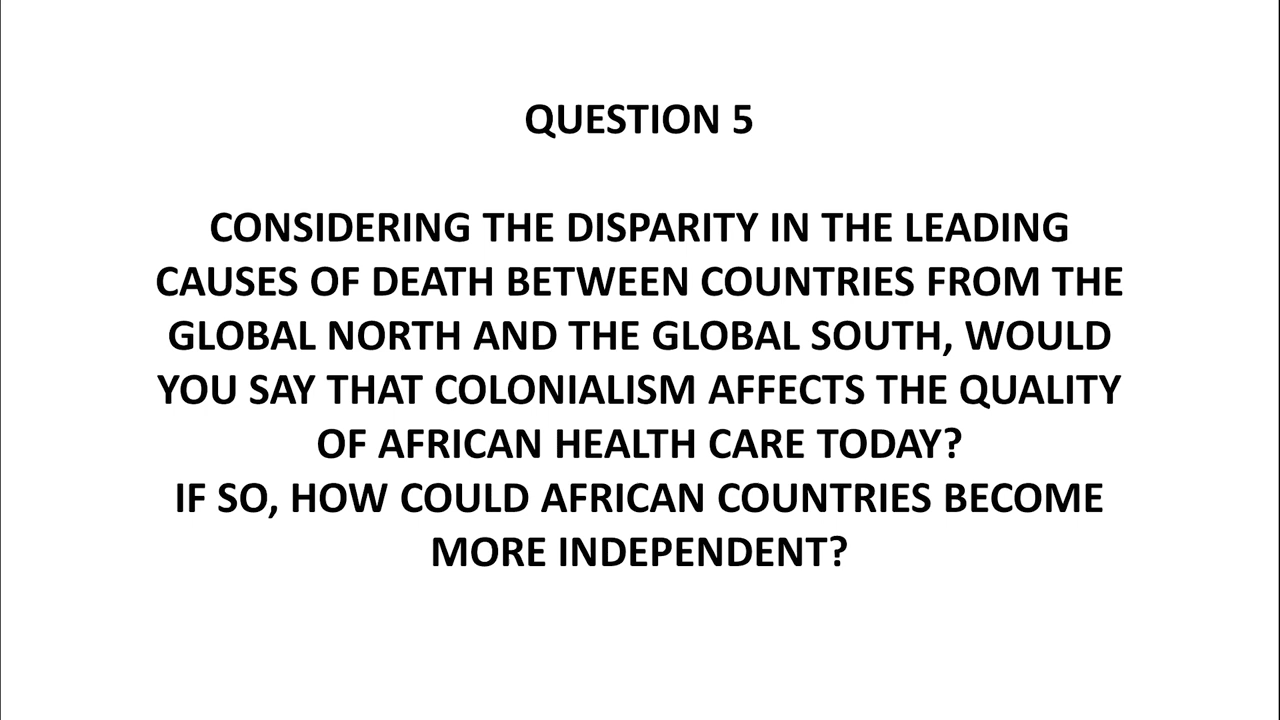 QUESTION 5
CONSIDERING THE DISPARITY IN THE LEADING
CAUSES OF DEATH BETWEEN COUNTRIES FROM THE
GLOBAL NORTH AND THE GLOBAL SOUTH, WOULD
YOU SAY THAT COLONIALISM AFFECTS THE QUALITY
OF AFRICAN HEALTH CARE TODAY?
IF SO, HOW COULD AFRICAN COUNTRIES BECOME
MORE INDEPENDENT?